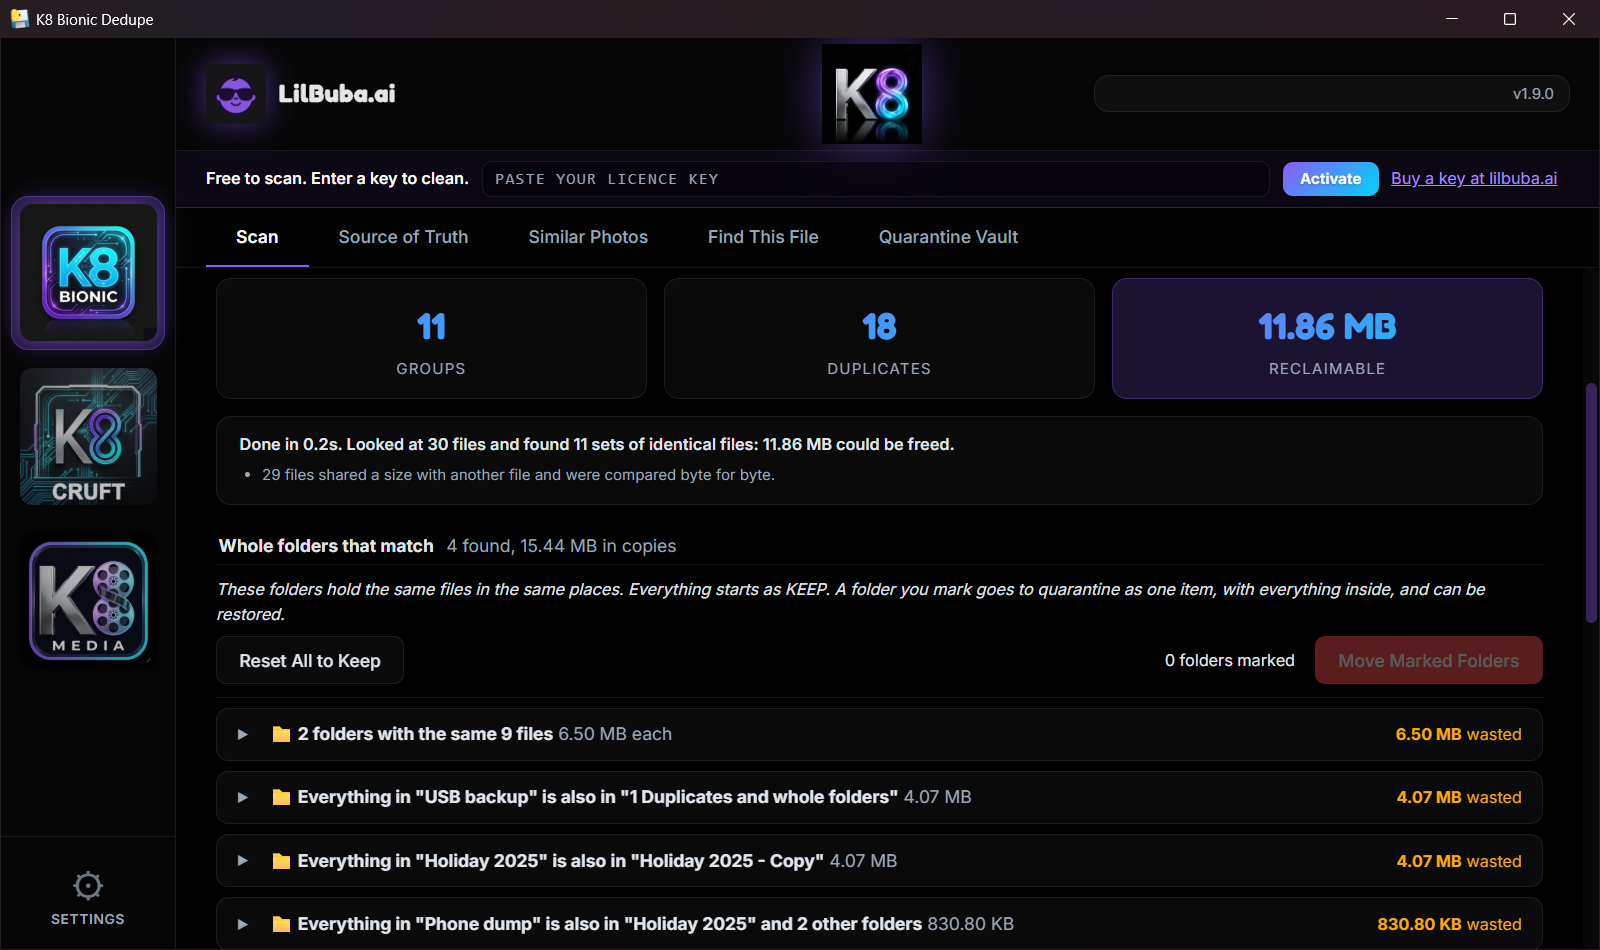 K8 Bionic Dedupe
LilBuba.ai
K8
v1.9.0
Free to scan. Enter a key to clean.
PASTE YOUR LICENCE KEY
Activate
Buy a key at lilbuba.ai
K8
BIONIC
K8
CRUFT
K8
MEDIA
SETTINGS
Scan
Source of Truth
Similar Photos
Find This File
Quarantine Vault
11
GROUPS
18
DUPLICATES
11.86 MB
RECLAIMABLE
Done in 0.2s. Looked at 30 files and found 11 sets of identical files: 11.86 MB could be freed.
• 29 files shared a size with another file and were compared byte for byte.
Whole folders that match 4 found, 15.44 MB in copies
These folders hold the same files in the same places. Everything starts as KEEP. A folder you mark goes to quarantine as one item, with everything inside, and can be
restored.
Reset All to Keep
0 folders marked
Move Marked Folders
2 folders with the same 9 files 6.50 MB each
6.50 MB wasted
Everything in "USB backup" is also in "1 Duplicates and whole folders" 4.07 MB
4.07 MB wasted
Everything in "Holiday 2025" is also in "Holiday 2025 - Copy" 4.07 MB
4.07 MB wasted
Everything in "Phone dump" is also in "Holiday 2025" and 2 other folders 830.80 KB
830.80 KB wasted